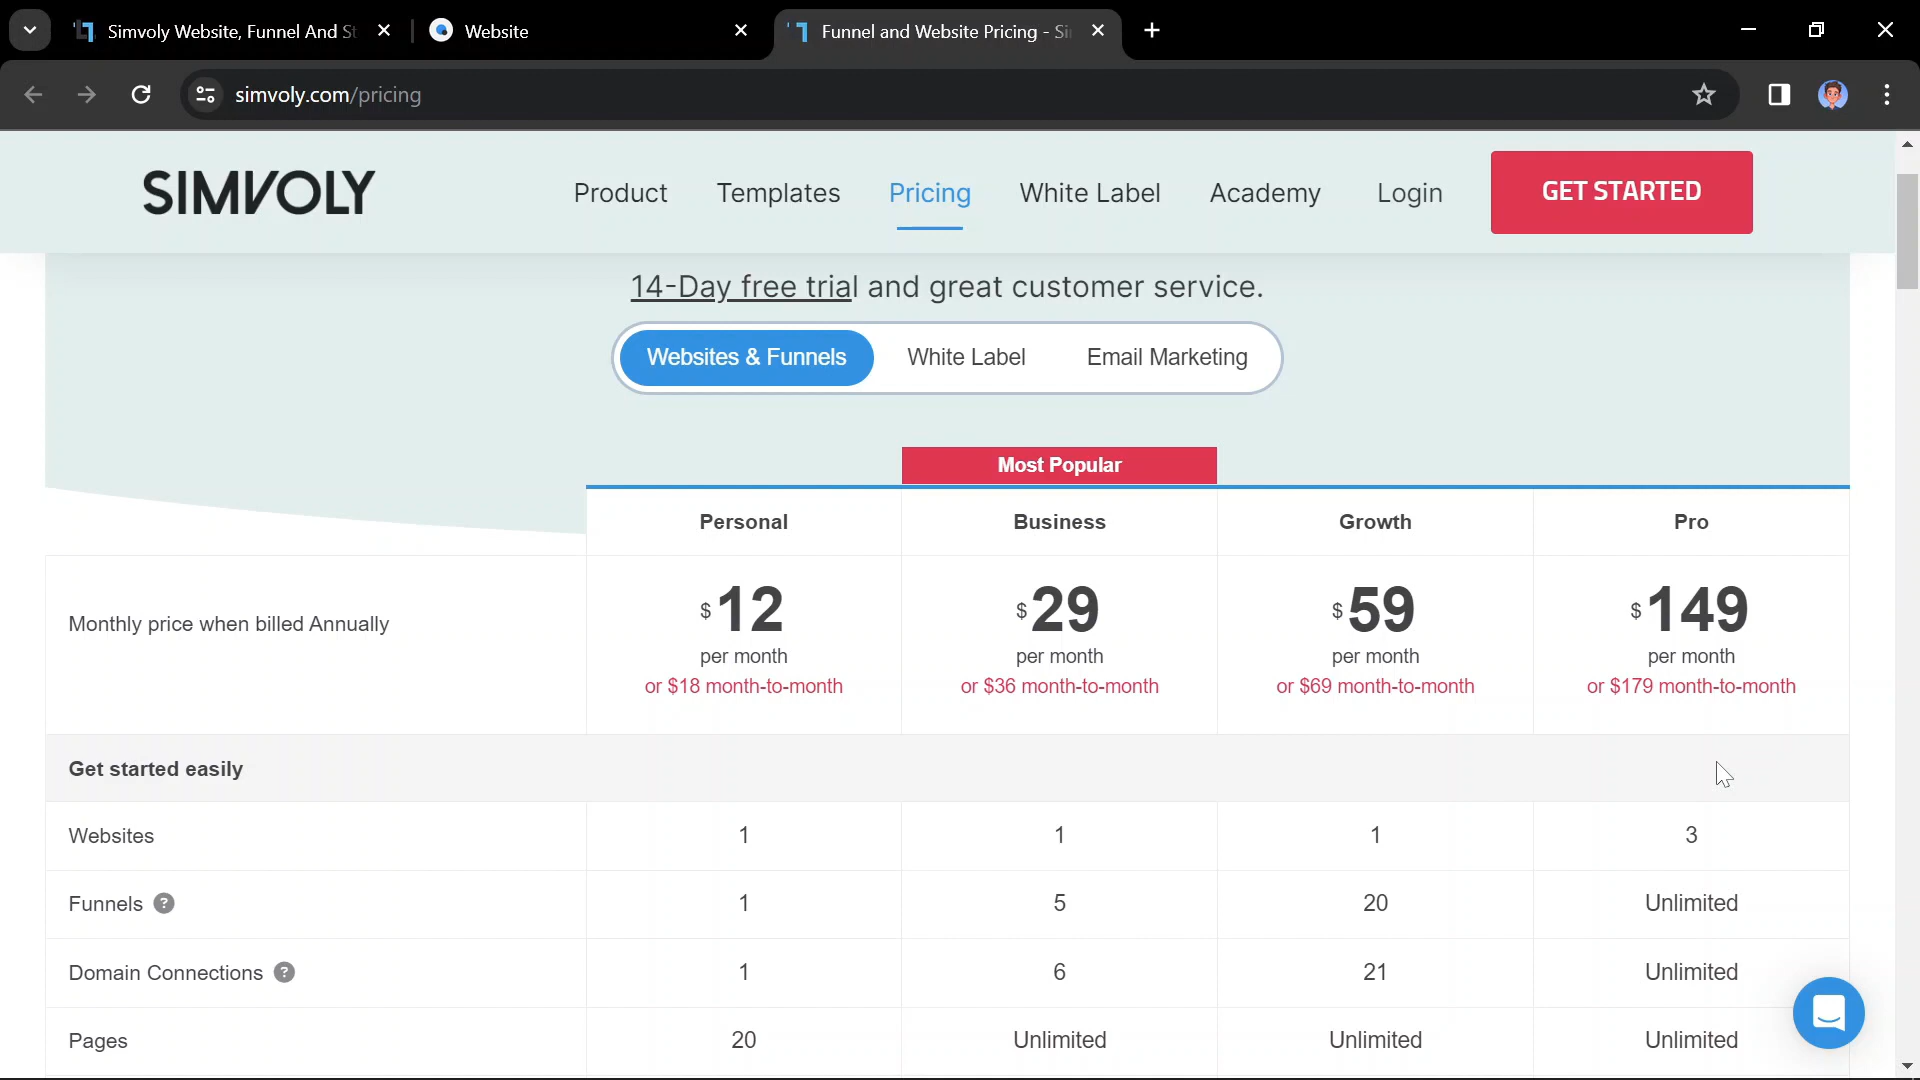 Simvoly Website, Funnel And St
Website
Funnel and Website Pricing - Si
simvoly.com/pricing
SIMVOLY
Product
Templates
Pricing
White Label
Academy
Login
GET STARTED
14-Day free trial and great customer service.
Websites & Funnels
White Label
Email Marketing
Most Popular
Personal
Business
Growth
Pro
Monthly price when billed Annually
$12
per month
or $18 month-to-month
$29
per month
or $36 month-to-month
$59
per month
or $69 month-to-month
$149
per month
or $179 month-to-month
Get started easily
Websites
1
1
1
3
Funnels ?
1
5
20
Unlimited
Domain Connections ?
1
6
21
Unlimited
Pages
20
Unlimited
Unlimited
Unlimited